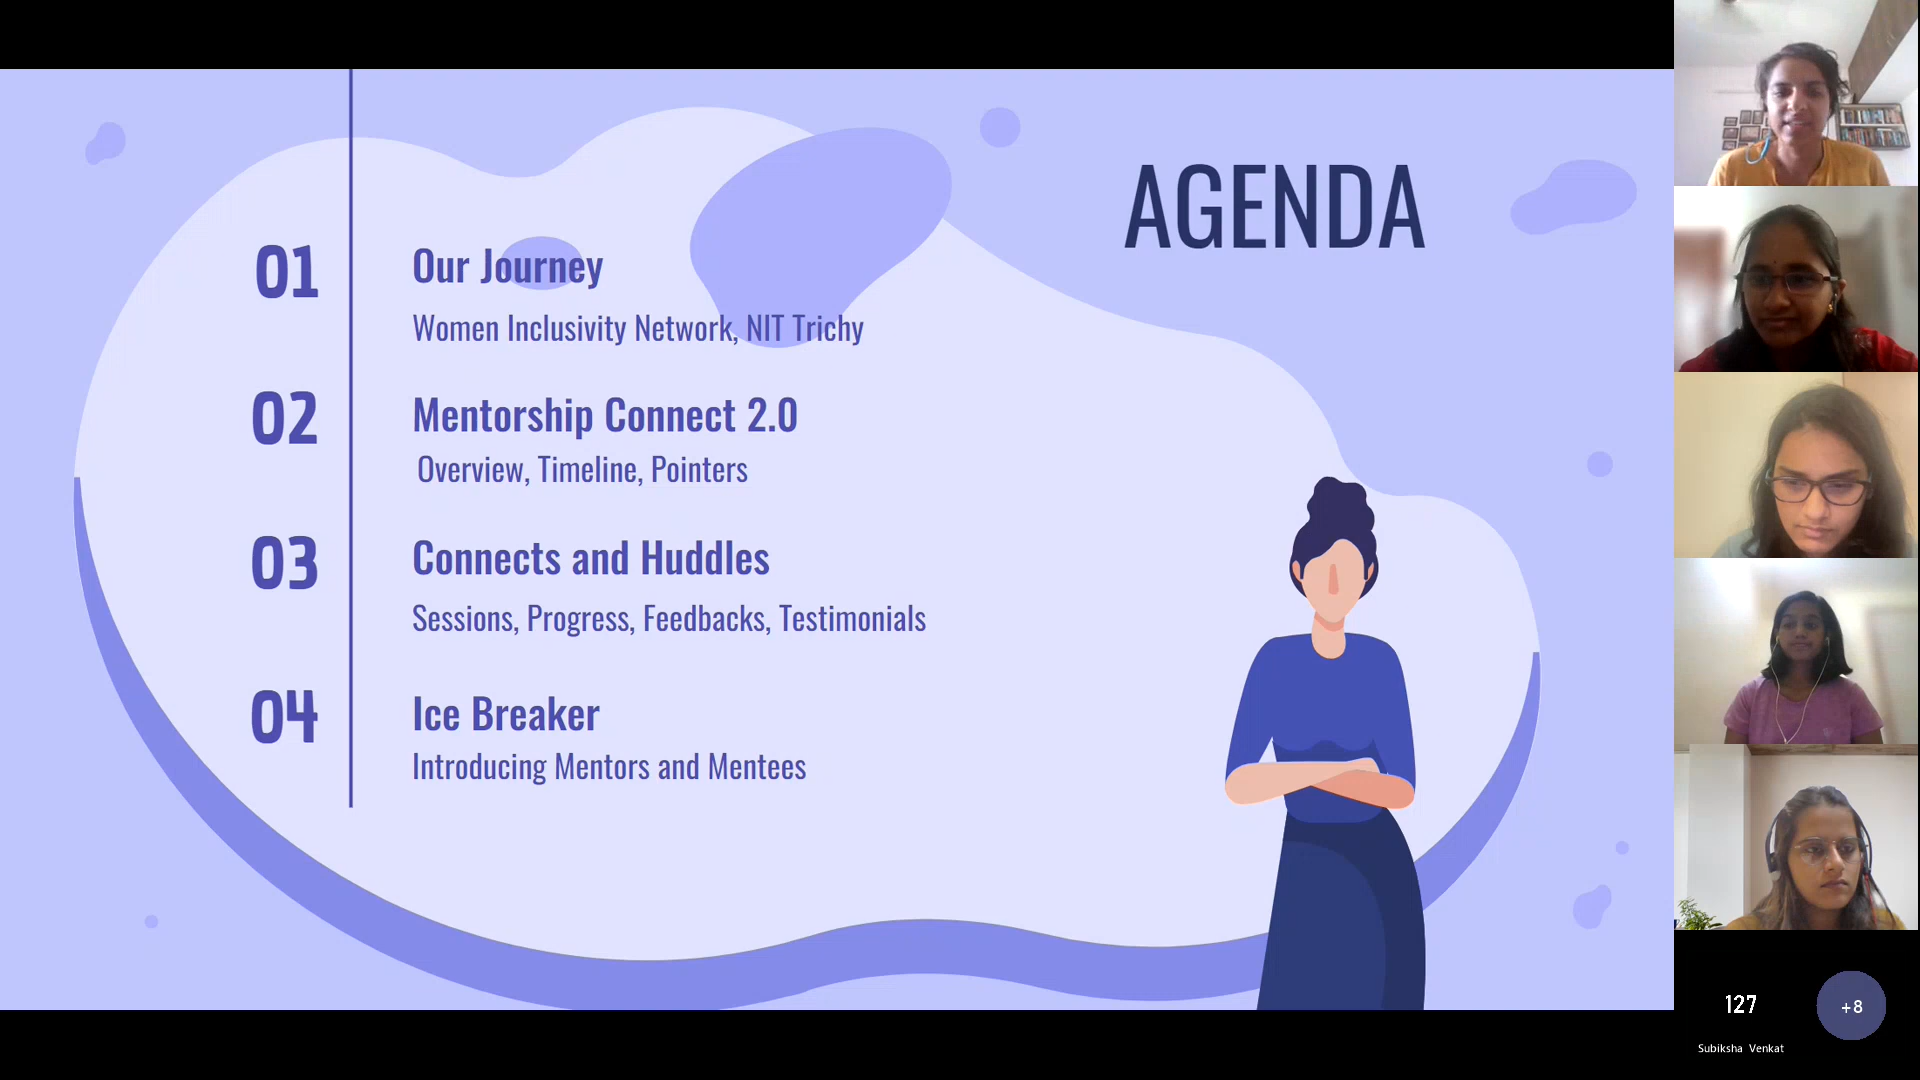 AGENDA
01
Our Journey
Women Inclusivity Network, NIT Trichy
02
Mentorship Connect 2.0
Overview, Timeline, Pointers
03
Connects and Huddles
Sessions, Progress, Feedbacks, Testimonials
04
Ice Breaker
Introducing Mentors and Mentees
127
+8
Subiksha Venkat